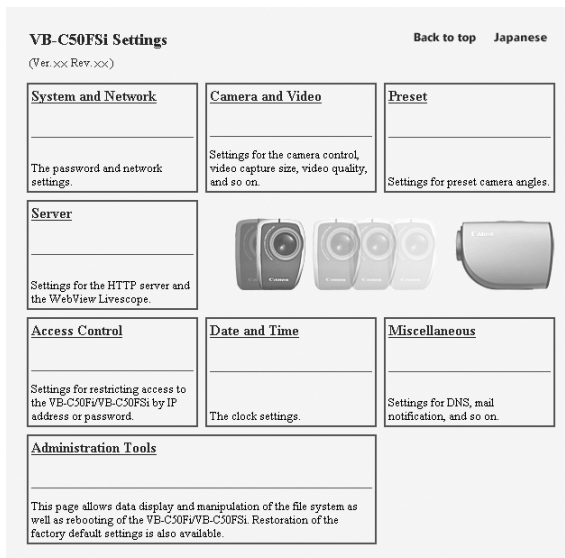 VB-C50FSi Settings
Back to top Japanese
(Ver. xx Rev. xx)
System and Network
The password and network
settings.
Camera and Video
Settings for the camera control,
video capture size, video quality,
and so on.
Preset
Settings for preset camera angles.
Server
Settings for the HTTP server and
the WebView Livescope.
Canon
Canon
Access Control
Settings for restricting access to
the VB-C50Fi/VB-C50FSi by IP
address or password.
Date and Time
The clock settings.
Miscellaneous
Settings for DNS, mail
notification, and so on.
Administration Tools
This page allows data display and manipulation of the file system as
well as rebooting of the VB-C50Fi/VB-C50FSi. Restoration of the
factory default settings is also available.